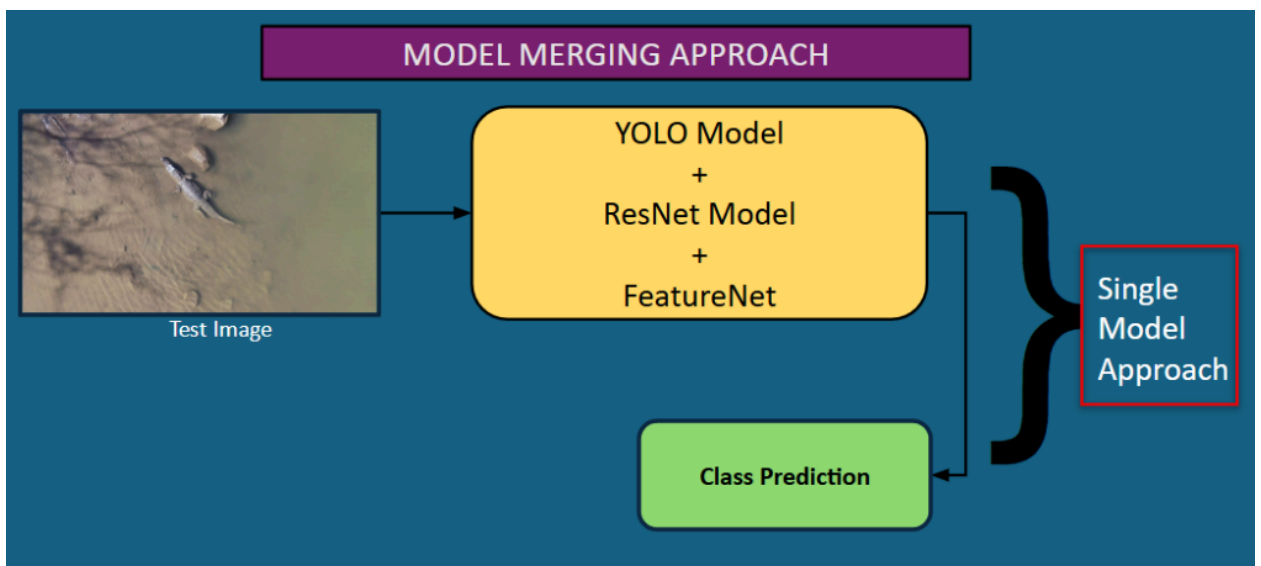 MODEL MERGING APPROACH
YOLO Model
+
ResNet Model
+
FeatureNet
Test Image
Single
Model
Approach
Class Prediction